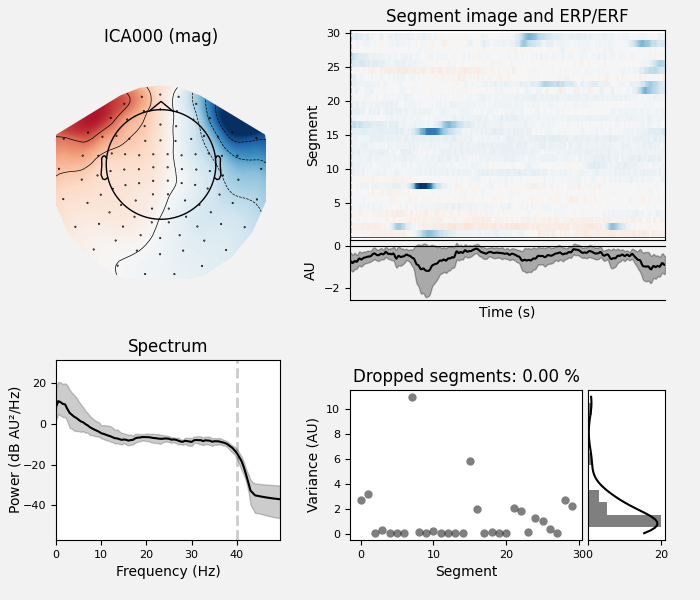 ICA000 (mag)
Segment image and ERP/ERF
Segment
30
25
20
15
10
5
AU
0
−2
Time (s)
Spectrum
Power (dB AU²/Hz)
20
0
−20
−40
0 10 20 30 40
Frequency (Hz)
Dropped segments: 0.00 %
Variance (AU)
10
8
6
4
2
0
0 10 20 30
Segment
0 20